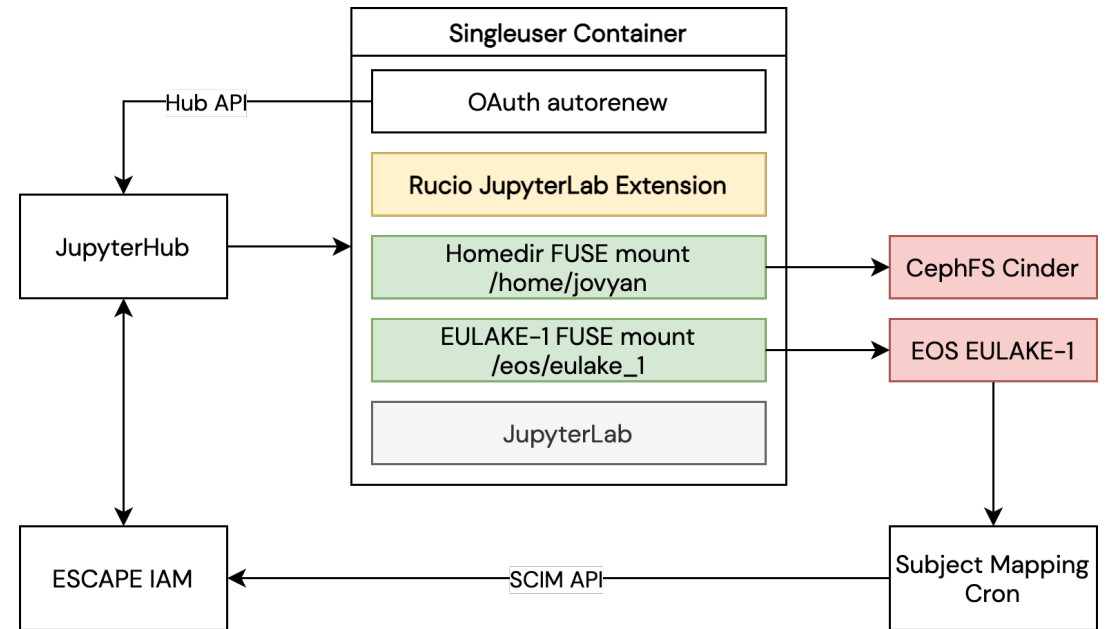 Singleuser Container
Hub API
OAuth autorenew
Rucio JupyterLab Extension
JupyterHub
Homedir FUSE mount
/home/jovyan
CephFS Cinder
EULAKE-1 FUSE mount
/eos/eulake_1
EOS EULAKE-1
JupyterLab
ESCAPE IAM
SCIM API
Subject Mapping
Cron